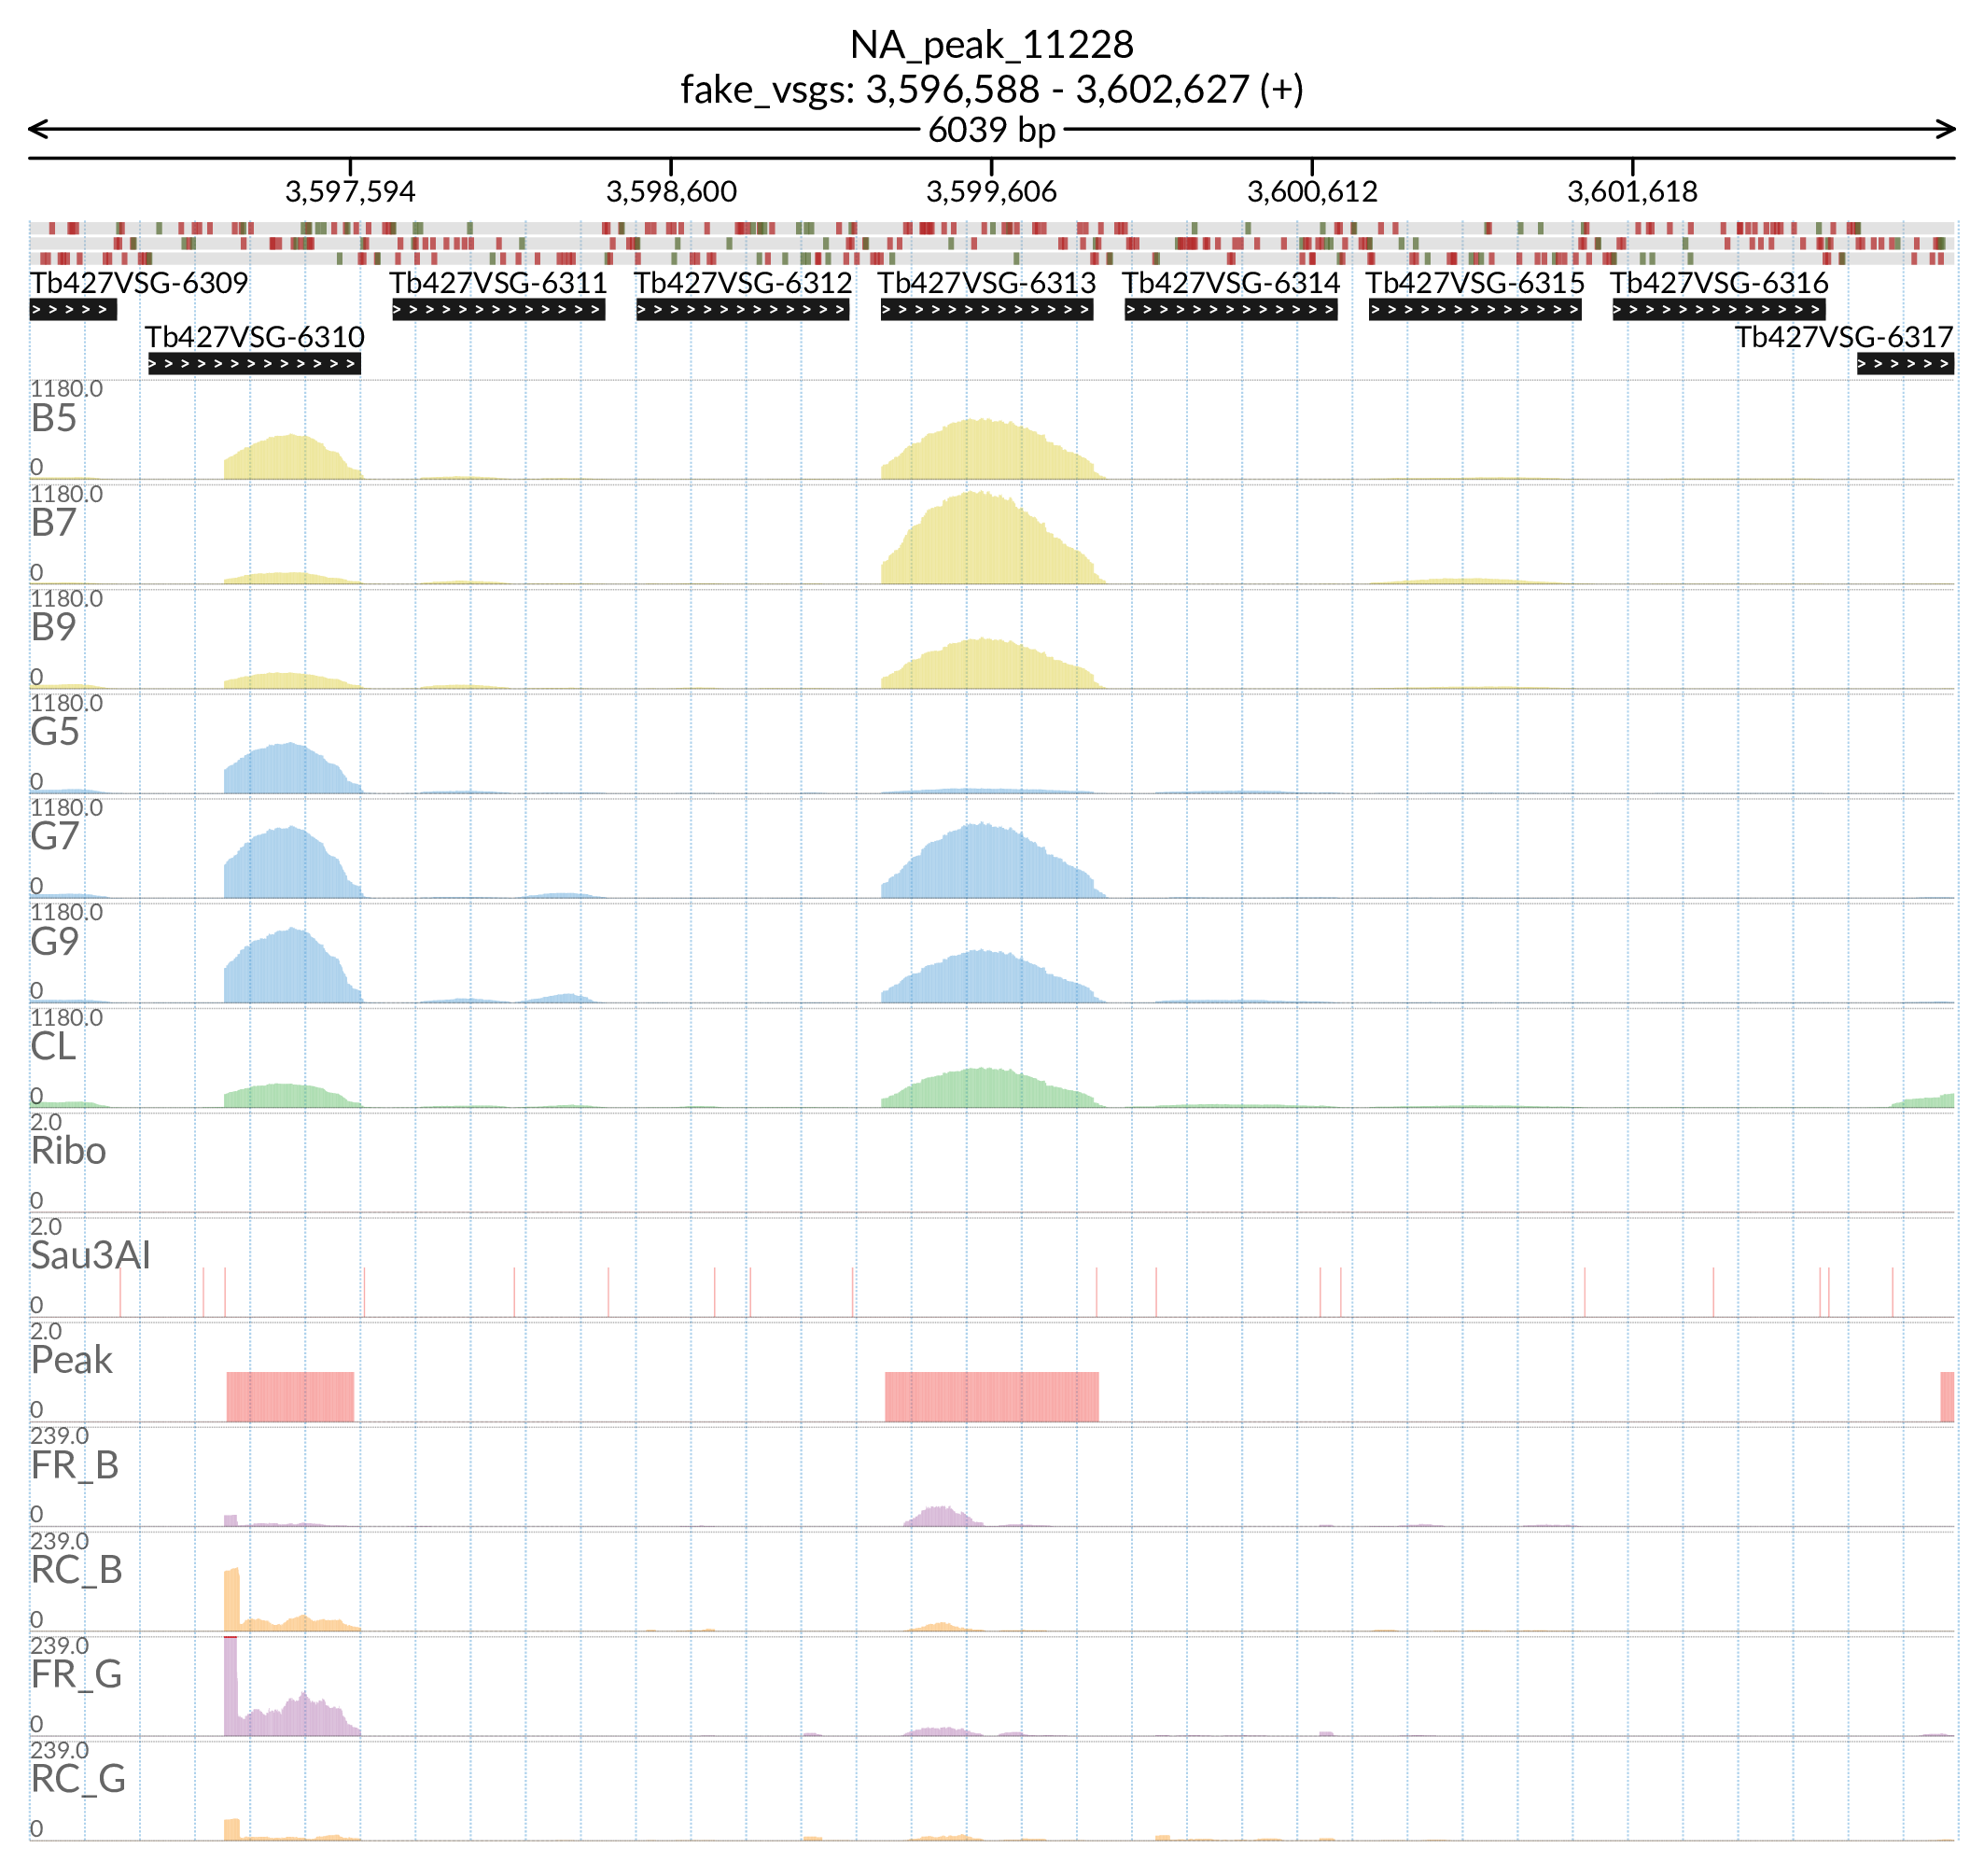 NA_peak_11228
fake_vsgs: 3,596,588 - 3,602,627 (+)
6039 bp
3,597,594 3,598,600 3,599,606 3,600,612 3,601,618
Tb427VSG-6309 Tb427VSG-6311 Tb427VSG-6312 Tb427VSG-6313 Tb427VSG-6314 Tb427VSG-6315 Tb427VSG-6316
Tb427VSG-6310 Tb427VSG-6317
1180.0
B5
0
1180.0
B7
0
1180.0
B9
0
1180.0
G5
0
1180.0
G7
0
1180.0
G9
0
1180.0
CL
0
2.0
Ribo
0
2.0
Sau3AI
0
2.0
Peak
0
239.0
FR_B
0
239.0
RC_B
0
239.0
FR_G
0
239.0
RC_G
0